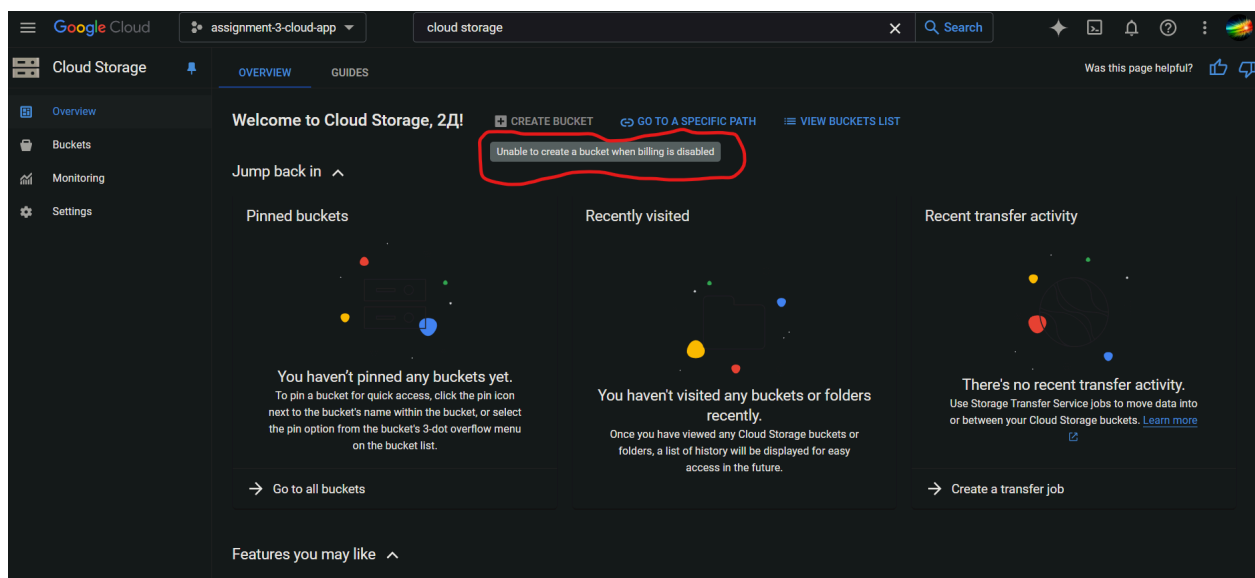 Google Cloud
assignment-3-cloud-app
cloud storage
Search
Cloud Storage
OVERVIEW
GUIDES
Was this page helpful?
Overview
Buckets
Monitoring
Settings
Welcome to Cloud Storage, 2Д!
CREATE BUCKET
GO TO A SPECIFIC PATH
VIEW BUCKETS LIST
Unable to create a bucket when billing is disabled
Jump back in
Pinned buckets
You haven't pinned any buckets yet.
To pin a bucket for quick access, click the pin icon
next to the bucket's name within the bucket, or select
the pin option from the bucket's 3-dot overflow menu
on the bucket list.
Go to all buckets
Recently visited
You haven't visited any buckets or folders
recently.
Once you have viewed any Cloud Storage buckets or
folders, a list of history will be displayed for easy
access in the future.
Recent transfer activity
There's no recent transfer activity.
Use Storage Transfer Service jobs to move data into
or between your Cloud Storage buckets. Learn more
Create a transfer job
Features you may like